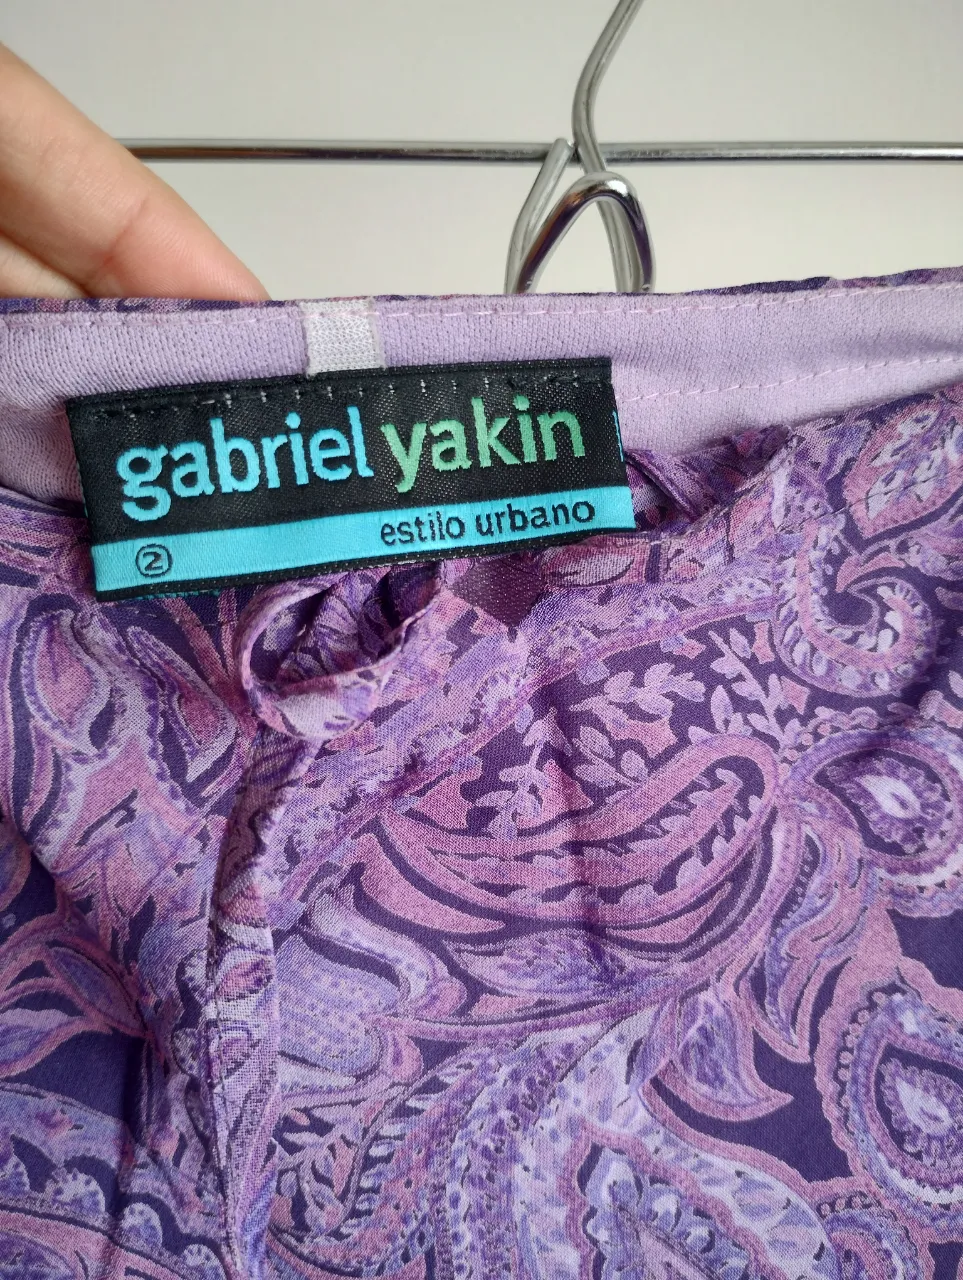 gabriel yakin
estilo urbano
②